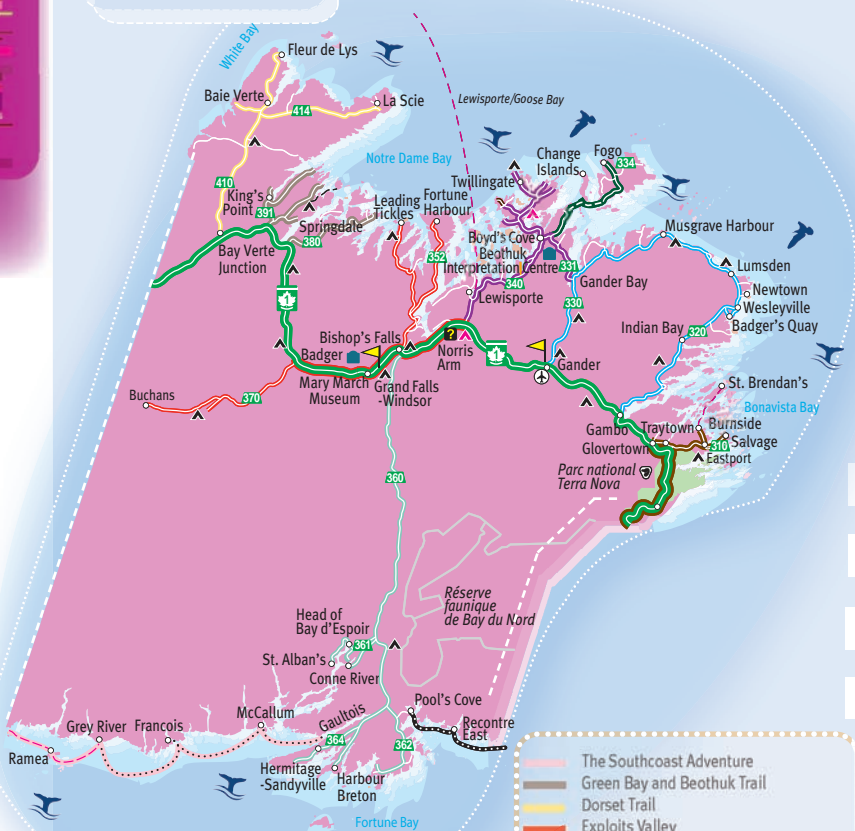 White Bay
Fleur de Lys
Baie Verte
La Scie
414
Lewisporte/Goose Bay
Notre Dame Bay
Change
Islands
Fogo
334
410
King's
Point
391
Springdale
380
Leading
Tickles
Fortune
Harbour
352
Twillingate
Boyd's Cove
Beothuk
Interpretation Centre
331
340
Lewisporte
Gander Bay
330
Musgrave Harbour
Lumsden
Newtown
Wesleyville
Badger's Quay
320
Indian Bay
Bay Verte
Junction
1
Bishop's Falls
Badger
Mary March
Museum
Grand Falls
-Windsor
?
Norris
Arm
1
Gander
Buchans
370
St. Brendan's
Bonavista Bay
Gambo
Traytown
Burnside
Glovertown
310
Salvage
Eastport
Parc national
Terra Nova
360
Réserve
faunique
de Bay du Nord
Head of
Bay d'Espoir
361
St. Alban's
Conne River
Pool's Cove
Recontre
East
McCallum
Gaultois
364
362
Grey River
François
Ramea
Hermitage
-Sandyville
Harbour
Breton
Fortune Bay
The Southcoast Adventure
Green Bay and Beothuk Trail
Dorset Trail
Exploits Valley